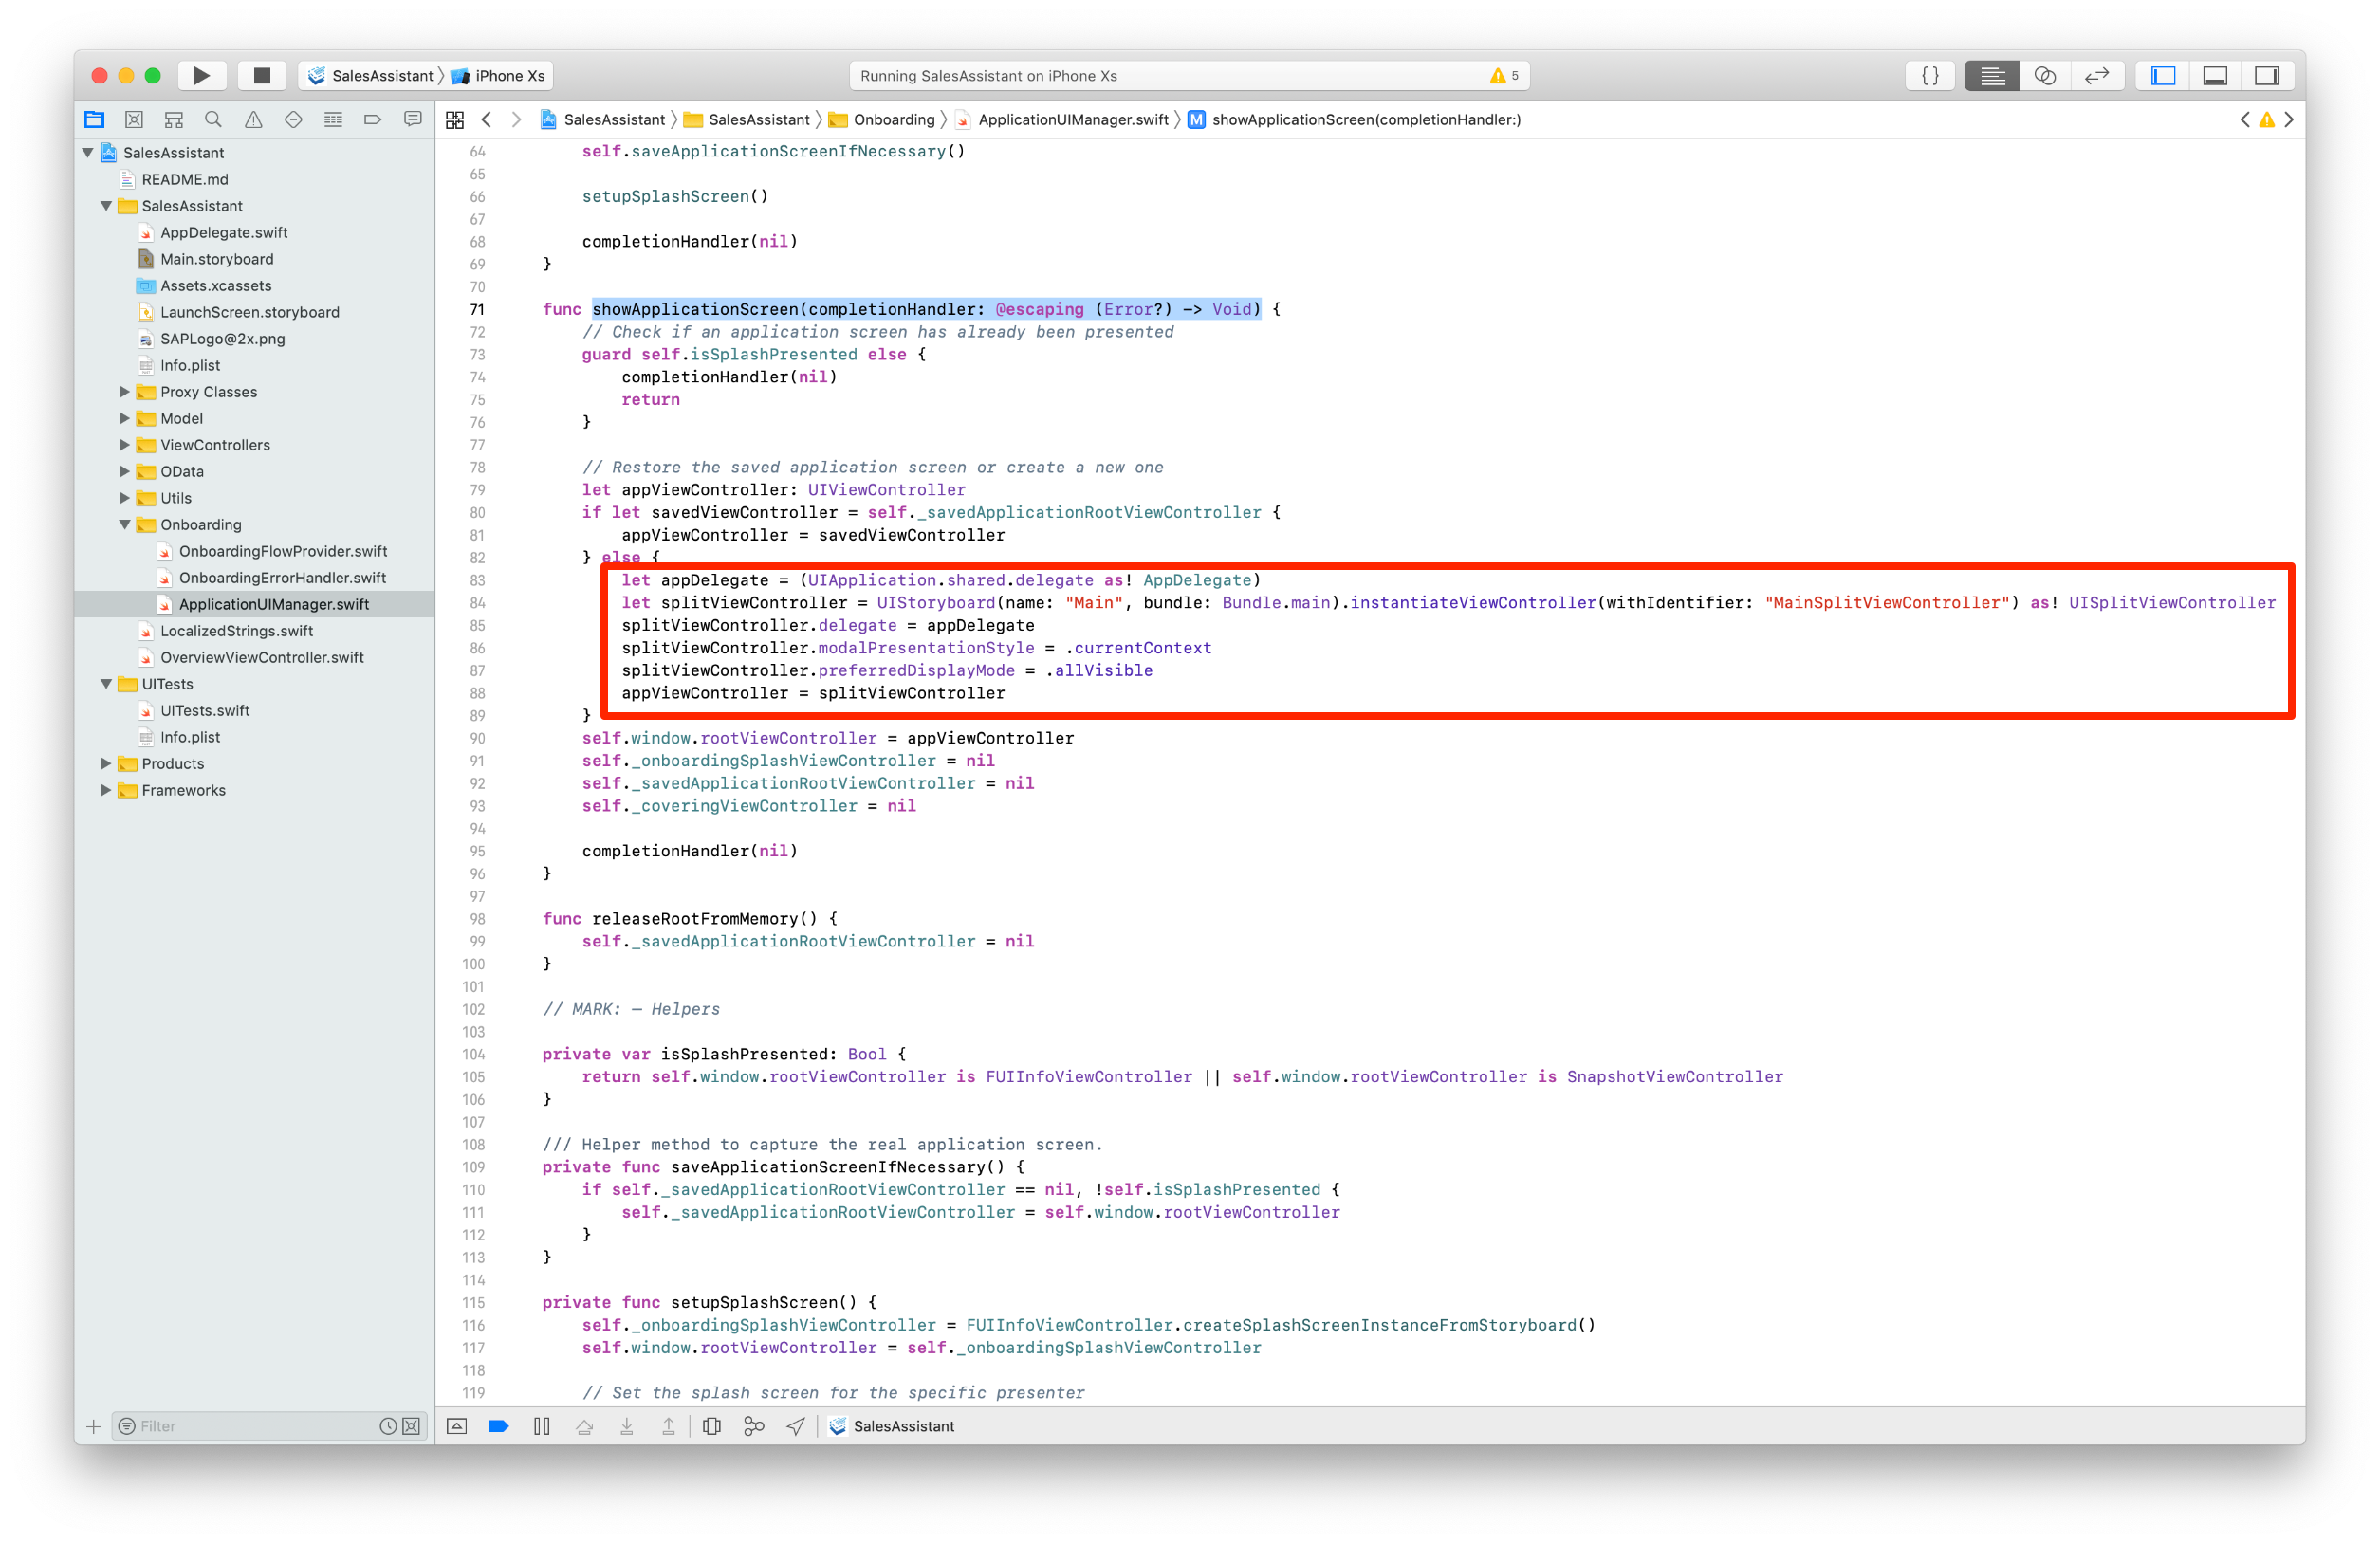 SalesAssistant 〉 iPhone Xs
Running SalesAssistant on iPhone Xs
5
{ }
SalesAssistant 〉 SalesAssistant 〉 Onboarding 〉 ApplicationUIManager.swift 〉 M showApplicationScreen(completionHandler:)
SalesAssistant
README.md
SalesAssistant
AppDelegate.swift
Main.storyboard
Assets.xcassets
LaunchScreen.storyboard
SAPLogo@2x.png
Info.plist
Proxy Classes
Model
ViewControllers
OData
Utils
Onboarding
OnboardingFlowProvider.swift
OnboardingErrorHandler.swift
ApplicationUIManager.swift
LocalizedStrings.swift
OverviewViewController.swift
UITests
UITests.swift
Info.plist
Products
Frameworks
Filter
64 self.saveApplicationScreenIfNecessary()
65
66 setupSplashScreen()
67
68 completionHandler(nil)
69 }
70
71 func showApplicationScreen(completionHandler: @escaping (Error?) -> Void) {
72 // Check if an application screen has already been presented
73 guard self.isSplashPresented else {
74 completionHandler(nil)
75 return
76 }
77
78 // Restore the saved application screen or create a new one
79 let appViewController: UIViewController
80 if let savedViewController = self._savedApplicationRootViewController {
81 appViewController = savedViewController
82 } else {
83 let appDelegate = (UIApplication.shared.delegate as! AppDelegate)
84 let splitViewController = UIStoryboard(name: "Main", bundle: Bundle.main).instantiateViewController(withIdentifier: "MainSplitViewController") as! UISplitViewController
85 splitViewController.delegate = appDelegate
86 splitViewController.modalPresentationStyle = .currentContext
87 splitViewController.preferredDisplayMode = .allVisible
88 appViewController = splitViewController
89 }
90 self.window.rootViewController = appViewController
91 self._onboardingSplashViewController = nil
92 self._savedApplicationRootViewController = nil
93 self._coveringViewController = nil
94
95 completionHandler(nil)
96 }
97
98 func releaseRootFromMemory() {
99 self._savedApplicationRootViewController = nil
100 }
101
102 // MARK: – Helpers
103
104 private var isSplashPresented: Bool {
105 return self.window.rootViewController is FUIInfoViewController || self.window.rootViewController is SnapshotViewController
106 }
107
108 /// Helper method to capture the real application screen.
109 private func saveApplicationScreenIfNecessary() {
110 if self._savedApplicationRootViewController == nil, !self.isSplashPresented {
111 self._savedApplicationRootViewController = self.window.rootViewController
112 }
113 }
114
115 private func setupSplashScreen() {
116 self._onboardingSplashViewController = FUIInfoViewController.createSplashScreenInstanceFromStoryboard()
117 self.window.rootViewController = self._onboardingSplashViewController
118
119 // Set the splash screen for the specific presenter
SalesAssistant